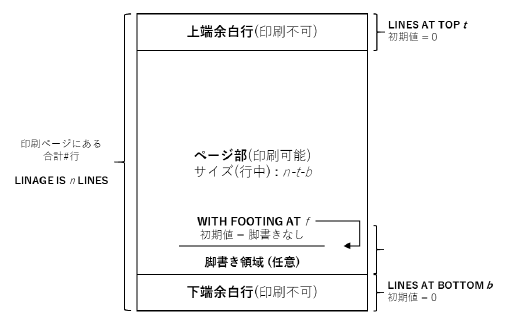 上端余白行(印刷不可)
LINES AT TOP t
初期値 = 0
印刷ページにある
合計#行
LINAGE IS n LINES
ページ部(印刷可能)
サイズ(行中) : n-t-b
WITH FOOTING AT f
初期値 = 脚書きなし
脚書き領域 (任意)
下端余白行(印刷不可)
LINES AT BOTTOM b
初期値 = 0